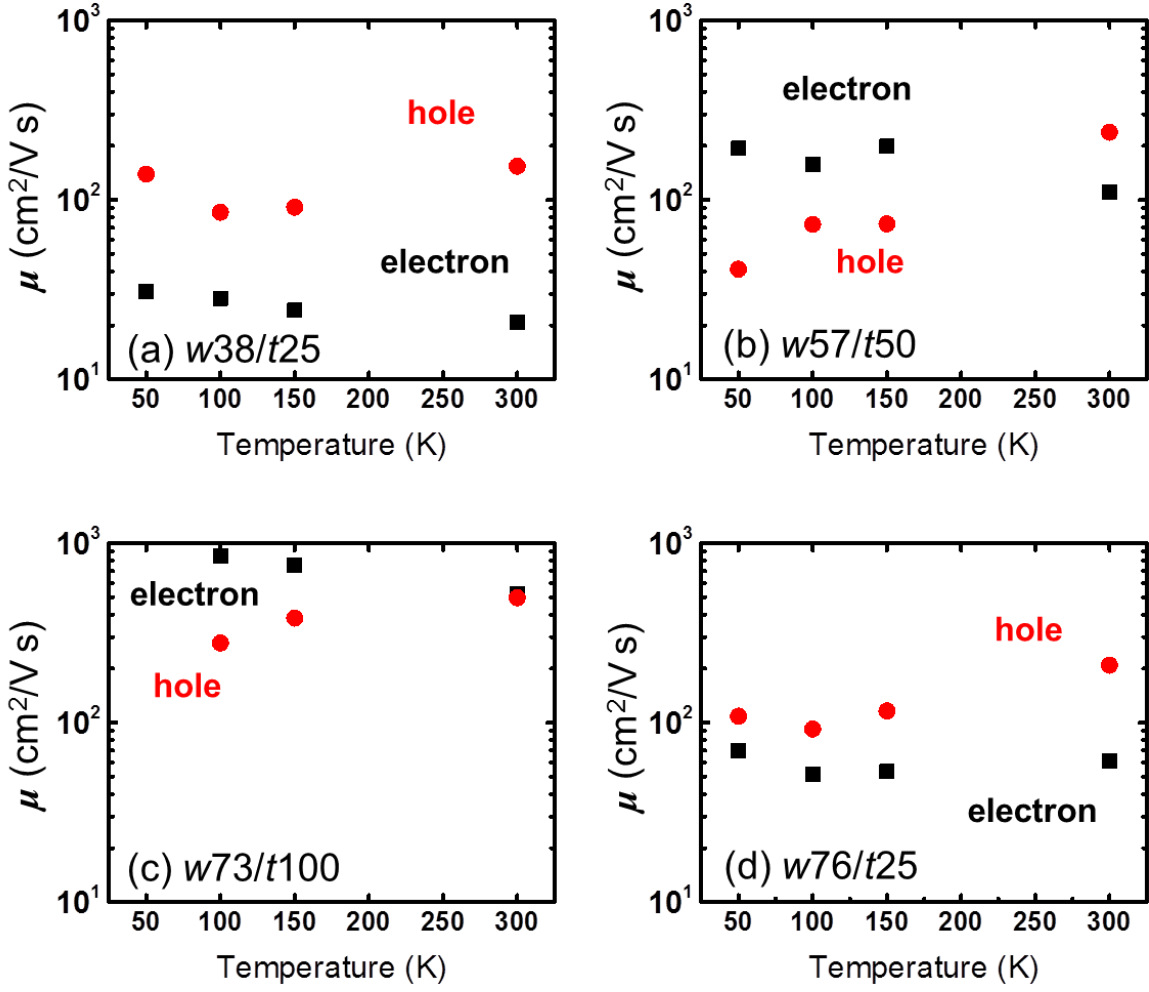 10³
10²
10¹
μ (cm²/V s)
hole
electron
(a) w38/t25
50 100 150 200 250 300
Temperature (K)
10³
10²
10¹
μ (cm²/V s)
electron
hole
(b) w57/t50
50 100 150 200 250 300
Temperature (K)
10³
10²
10¹
μ (cm²/V s)
electron
hole
(c) w73/t100
50 100 150 200 250 300
Temperature (K)
10³
10²
10¹
μ (cm²/V s)
hole
electron
(d) w76/t25
50 100 150 200 250 300
Temperature (K)